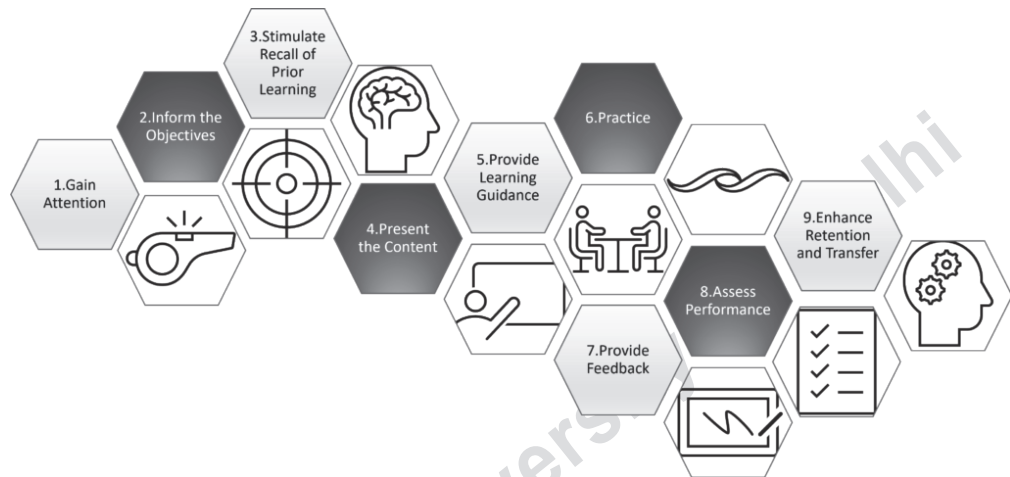 1.Gain
Attention
2.Inform the
Objectives
3.Stimulate
Recall of
Prior
Learning
4.Present
the Content
5.Provide
Learning
Guidance
6.Practice
7.Provide
Feedback
8.Assess
Performance
9.Enhance
Retention
and Transfer